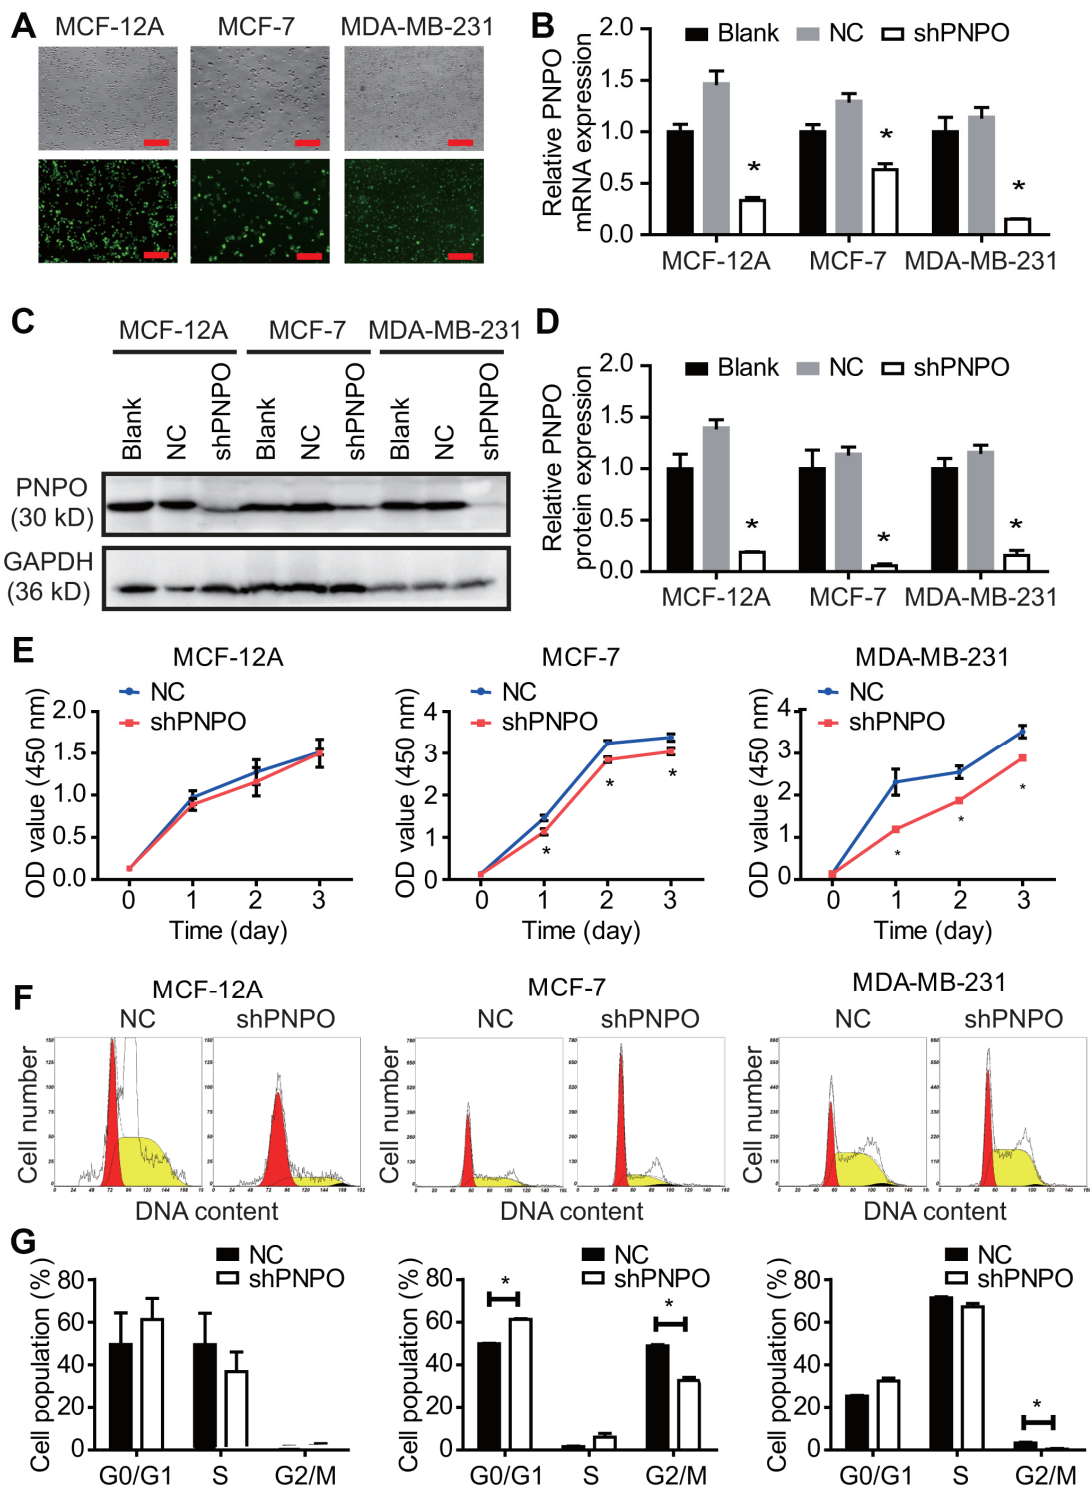 A
MCF-12A MCF-7 MDA-MB-231
B
Relative PNPO
mRNA expression
Blank NC shPNPO
2.0
1.5
1.0
0.5
0.0
* * *
MCF-12A MCF-7 MDA-MB-231
C
MCF-12A MCF-7 MDA-MB-231
Blank NC shPNPO Blank NC shPNPO Blank NC shPNPO
PNPO
(30 kD)
GAPDH
(36 kD)
D
Relative PNPO
protein expression
Blank NC shPNPO
2.0
1.5
1.0
0.5
0.0
* * *
MCF-12A MCF-7 MDA-MB-231
E
MCF-12A
NC
shPNPO
OD value (450 nm)
2.0
1.5
1.0
0.5
0.0
0 1 2 3
Time (day)
MCF-7
NC
shPNPO
OD value (450 nm)
4
3
2
1
0
* * *
0 1 2 3
Time (day)
MDA-MB-231
NC
shPNPO
OD value (450 nm)
4
3
2
1
0
* * *
0 1 2 3
Time (day)
F
MCF-12A
NC shPNPO
Cell number
DNA content
MCF-7
NC shPNPO
Cell number
DNA content
MDA-MB-231
NC shPNPO
Cell number
DNA content
G
NC
shPNPO
Cell population (%)
80
60
40
20
0
G0/G1 S G2/M
NC
shPNPO
Cell population (%)
80
60
40
20
0
* *
G0/G1 S G2/M
NC
shPNPO
Cell population (%)
80
60
40
20
0
*
G0/G1 S G2/M